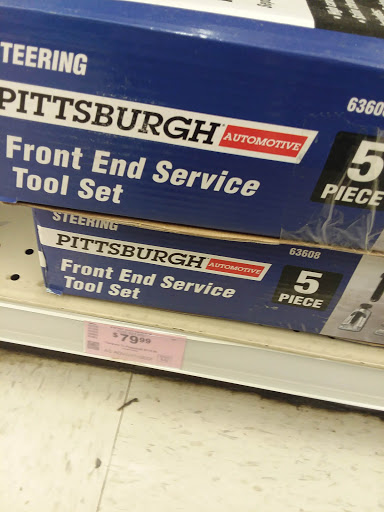 STEERING
PITTSBURGH AUTOMOTIVE
6360
Front End Service
Tool Set
5
PIECE
STEERING
PITTSBURGH AUTOMOTIVE
63608
Front End Service
Tool Set
5
PIECE
$79.99